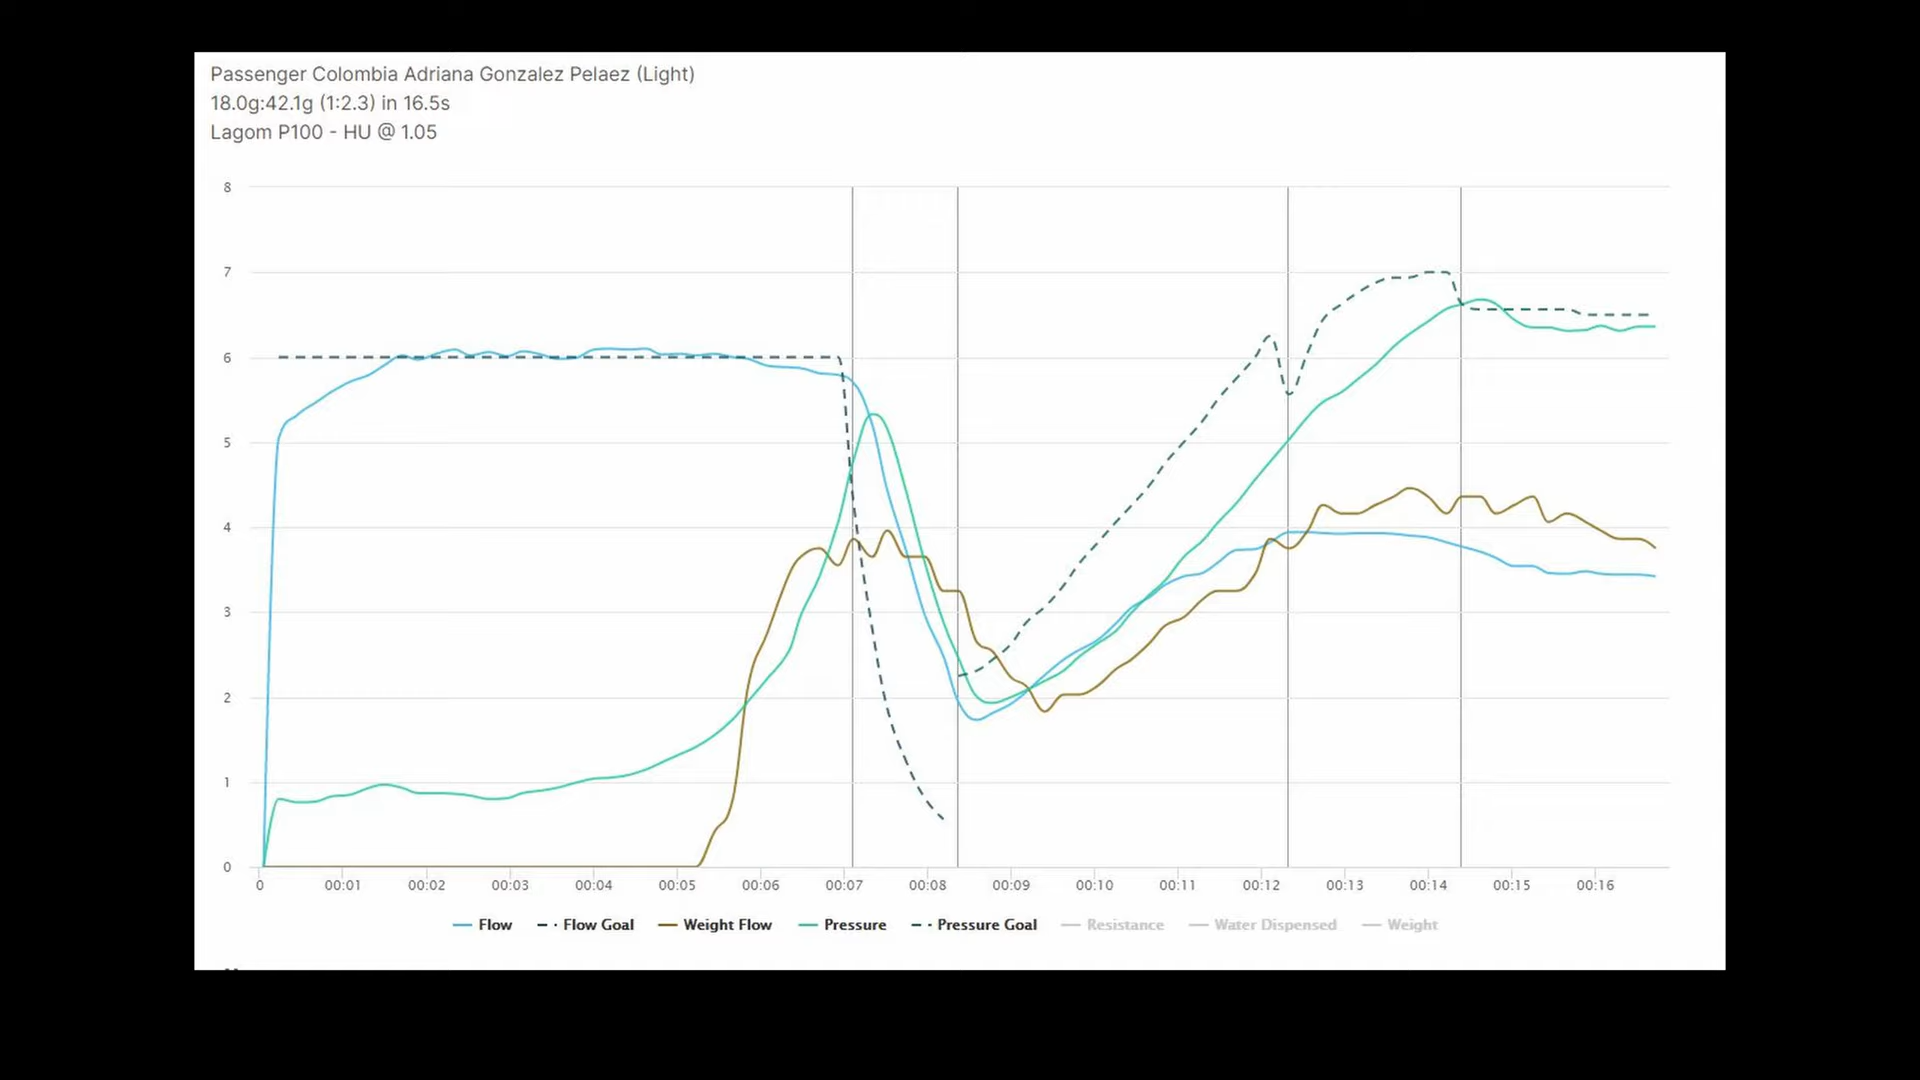 Passenger Colombia Adriana Gonzalez Pelaez (Light)
18.0g:42.1g (1:2.3) in 16.5s
Lagom P100 - HU @ 1.05
8
7
6
5
4
3
2
1
0
0 00:01 00:02 00:03 00:04 00:05 00:06 00:07 00:08 00:09 00:10 00:11 00:12 00:13 00:14 00:15 00:16
Flow Flow Goal Weight Flow Pressure Pressure Goal Resistance Water Dispensed Weight